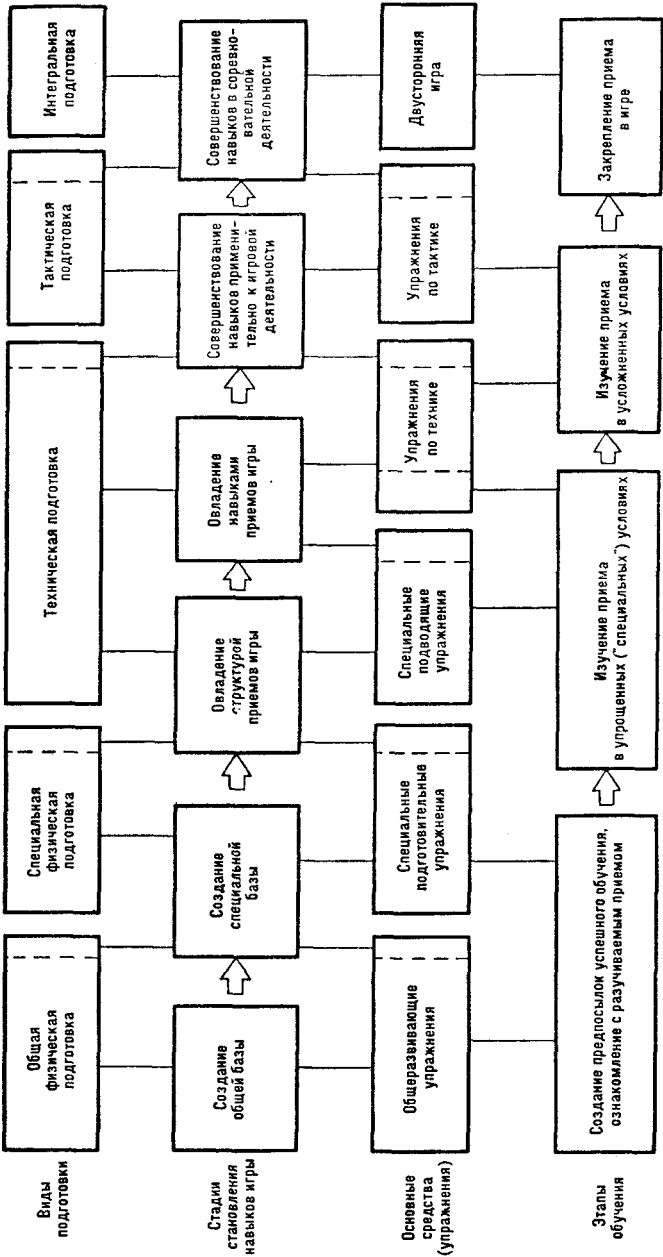 Виды
подготовки
Общая
физическая
подготовка
Специальная
физическая
подготовка
Техническая подготовка
Тактическая
подготовка
Интегральная
подготовка
Стадии
становления
навыков игры
Создание
общей базы
Создание
специальной
базы
Овладение
структурой
приемов игры
Овладение
навыками
приемов игры
Совершенствование
навыков примени-
тельно к игровой
деятельности
Совершенствование
навыков в соревно-
вательной
деятельности
Основные
средства
(упражнения)
Общеразвивающие
упражнения
Специальные
подготовительные
упражнения
Специальные
подводящие
упражнения
Упражнения
по технике
Упражнения
по тактике
Двусторонняя
игра
Этапы
обучения
Создание предпосылок успешного обучения,
ознакомление с разучиваемым приемом
Изучение приема
в упрощенных ("специальных") условиях
Изучение приема
в усложненных условиях
Закрепление приема
в игре